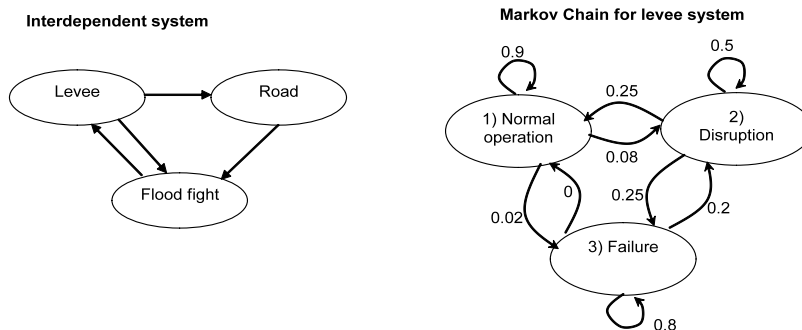 Interdependent system
Levee
Road
Flood fight
Markov Chain for levee system
0.9
0.5
0.25
1) Normal
operation
2)
Disruption
0.08
0.25
0
0.2
0.02
3) Failure
0.8